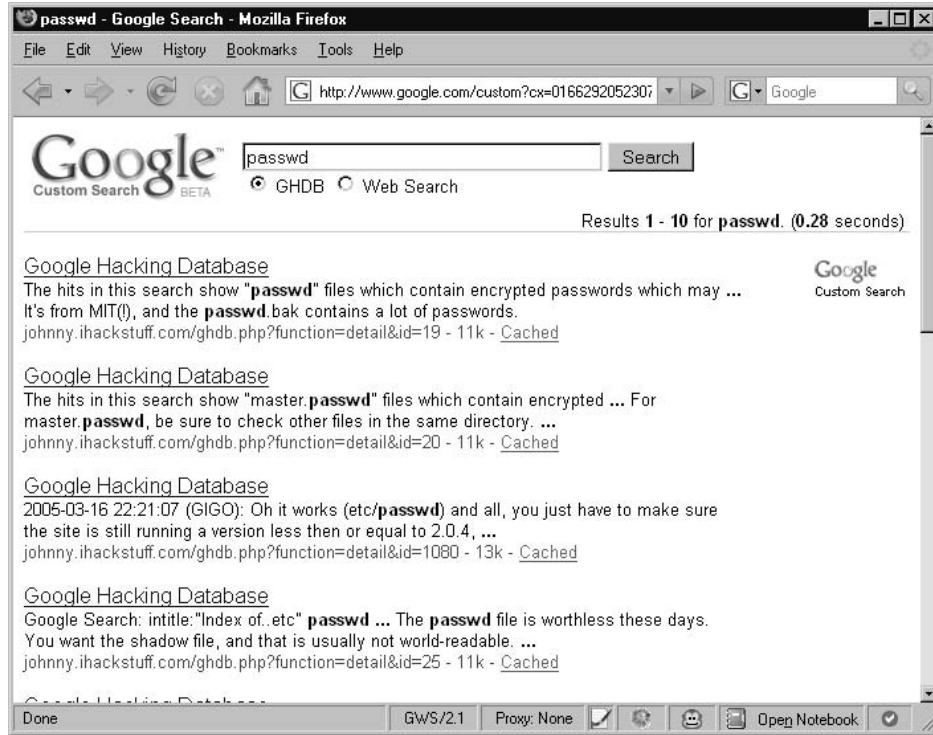 passwd - Google Search - Mozilla Firefox
File Edit View History Bookmarks Tools Help
G http://www.google.com/custom?cx=0166292052307 G Google
Google™
Custom Search BETA
passwd Search
GHDB Web Search
Results 1 - 10 for passwd. (0.28 seconds)
Google Hacking Database
The hits in this search show "passwd" files which contain encrypted passwords which may ...
It's from MIT(!), and the passwd.bak contains a lot of passwords.
johnny.ihackstuff.com/ghdb.php?function=detail&id=19 - 11k - Cached
Google
Custom Search
Google Hacking Database
The hits in this search show "master.passwd" files which contain encrypted ... For
master.passwd, be sure to check other files in the same directory. ...
johnny.ihackstuff.com/ghdb.php?function=detail&id=20 - 11k - Cached
Google Hacking Database
2005-03-16 22:21:07 (GIGO): Oh it works (etc/passwd) and all, you just have to make sure
the site is still running a version less then or equal to 2.0.4, ...
johnny.ihackstuff.com/ghdb.php?function=detail&id=1080 - 13k - Cached
Google Hacking Database
Google Search: intitle:"Index of..etc" passwd ... The passwd file is worthless these days.
You want the shadow file, and that is usually not world-readable. ...
johnny.ihackstuff.com/ghdb.php?function=detail&id=25 - 11k - Cached
Google Hacking Database
Done GWS/2.1 Proxy: None Open Notebook